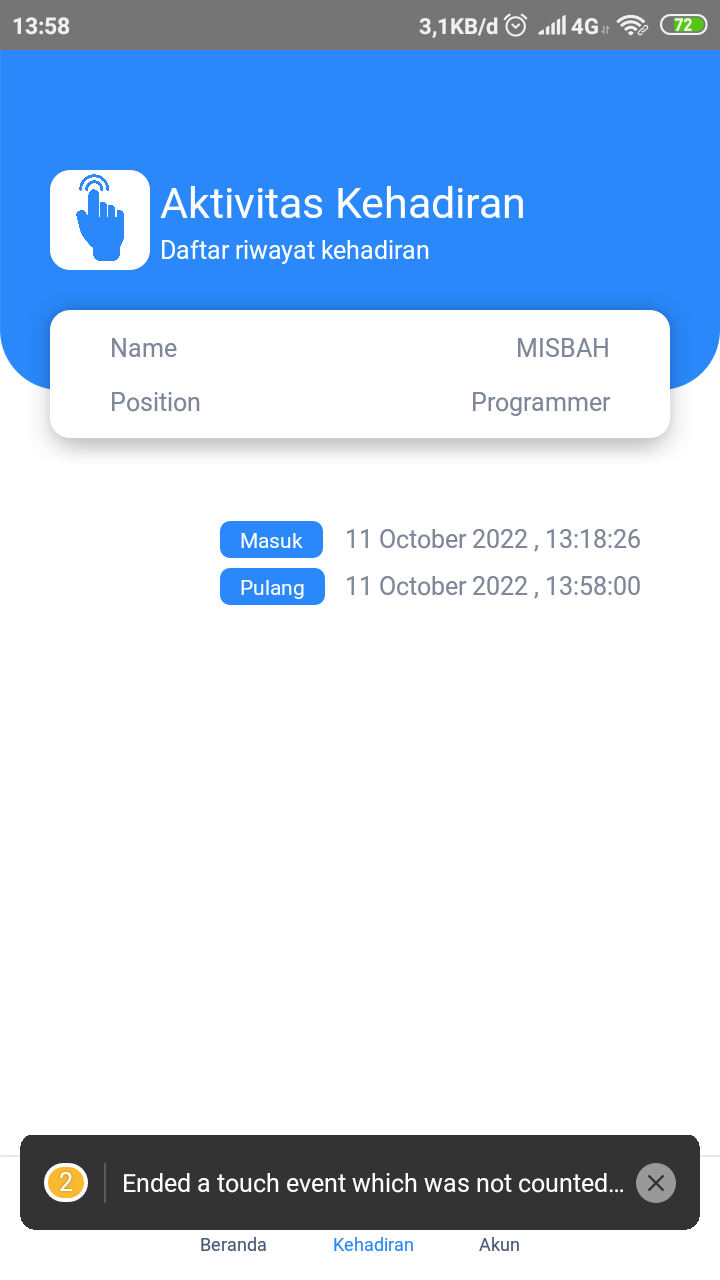 13:58 3,1KB/d 4G 72
Aktivitas Kehadiran
Daftar riwayat kehadiran
Name MISBAH
Position Programmer
Masuk 11 October 2022 , 13:18:26
Pulang 11 October 2022 , 13:58:00
2 Ended a touch event which was not counted...
Beranda Kehadiran Akun